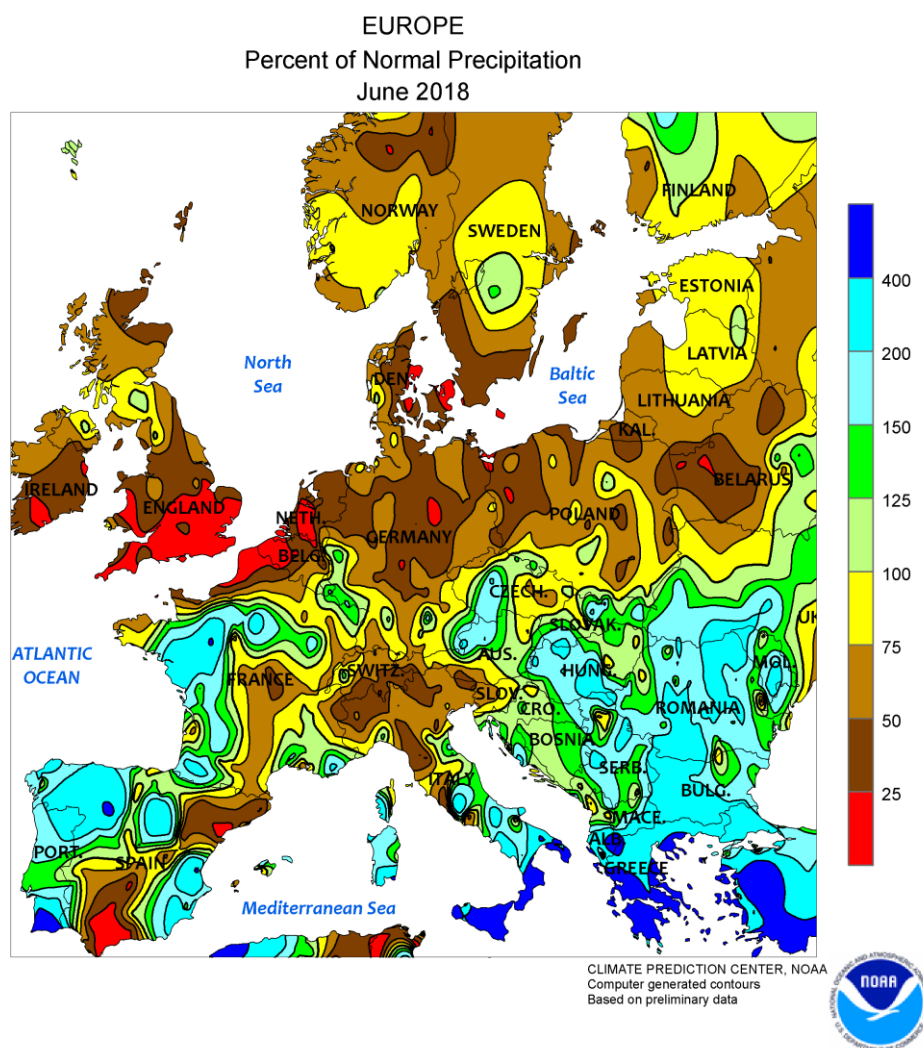 EUROPE
Percent of Normal Precipitation
June 2018
FINLAND
NORWAY
SWEDEN
ESTONIA
LATVIA
North
Sea
Baltic
Sea
DEN.
LITHUANIA
KAL.
IRELAND
ENGLAND
NETH.
BELG.
GERMANY
POLAND
BELARUS
CZECH.
SLOVAK.
UK
ATLANTIC
OCEAN
FRANCE
SWITZ.
AUS.
HUNG.
MOL.
SLOV.
CRO.
ROMANIA
BOSNIA
ITALY
SERB.
BULG.
MACE.
ALB.
GREECE
PORT.
SPAIN
Mediterranean Sea
400
200
150
125
100
75
50
25
CLIMATE PREDICTION CENTER, NOAA
Computer generated contours
Based on preliminary data
NOAA